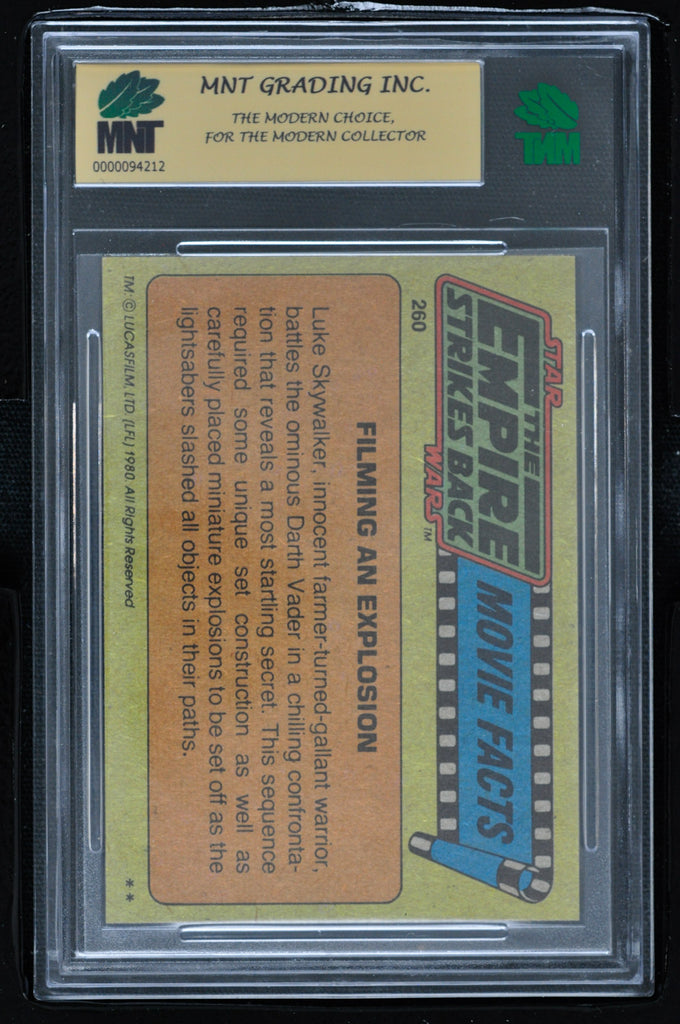 MNT GRADING INC.
THE MODERN CHOICE,
FOR THE MODERN COLLECTOR
MNT
0000094212
MNT
260
STAR
THE
EMPIRE
STRIKES BACK
WARS™
MOVIE FACTS
FILMING AN EXPLOSION
Luke Skywalker, innocent farmer-turned-gallant warrior,
battles the ominous Darth Vader in a chilling confronta-
tion that reveals a most startling secret. This sequence
required some unique set construction as well as
carefully placed miniature explosions to be set off as the
lightsabers slashed all objects in their paths.
TM: © LUCASFILM, LTD. (LFL) 1980. All Rights Reserved
**